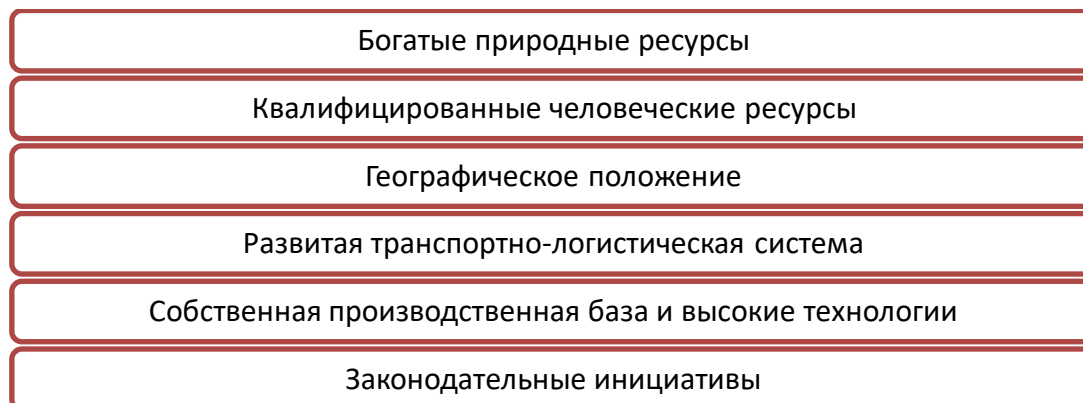 Богатые природные ресурсы
Квалифицированные человеческие ресурсы
Географическое положение
Развитая транспортно-логистическая система
Собственная производственная база и высокие технологии
Законодательные инициативы